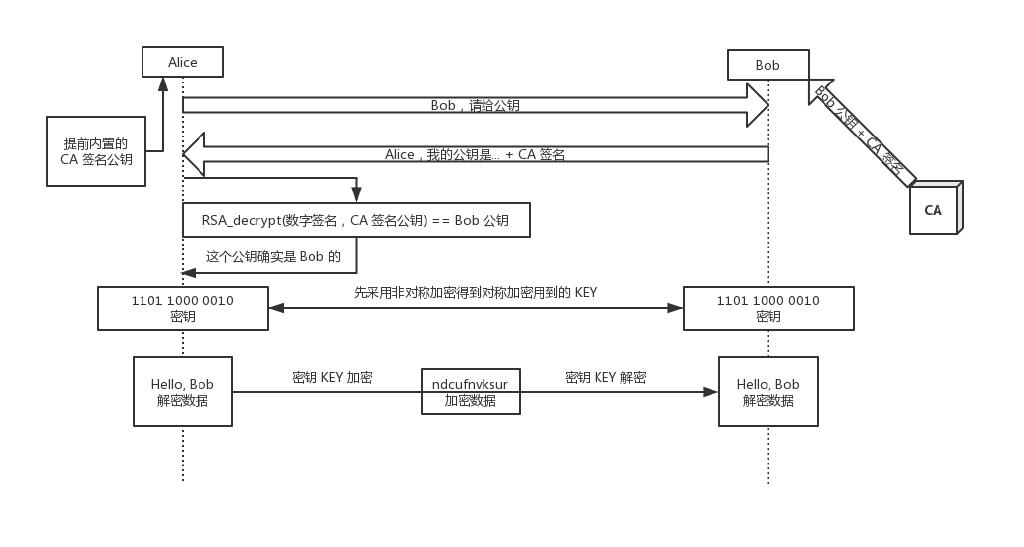 Alice
Bob
Bob，请给公钥
Bob 公钥 + CA 签名
提前内置的
CA 签名公钥
Alice，我的公钥是... + CA 签名
CA
RSA_decrypt(数字签名，CA 签名公钥) == Bob 公钥
这个公钥确实是 Bob 的
先采用非对称加密得到对称加密用到的 KEY
1101 1000 0010
密钥
1101 1000 0010
密钥
Hello, Bob
解密数据
密钥 KEY 加密
ndcufnvksur
加密数据
密钥 KEY 解密
Hello, Bob
解密数据